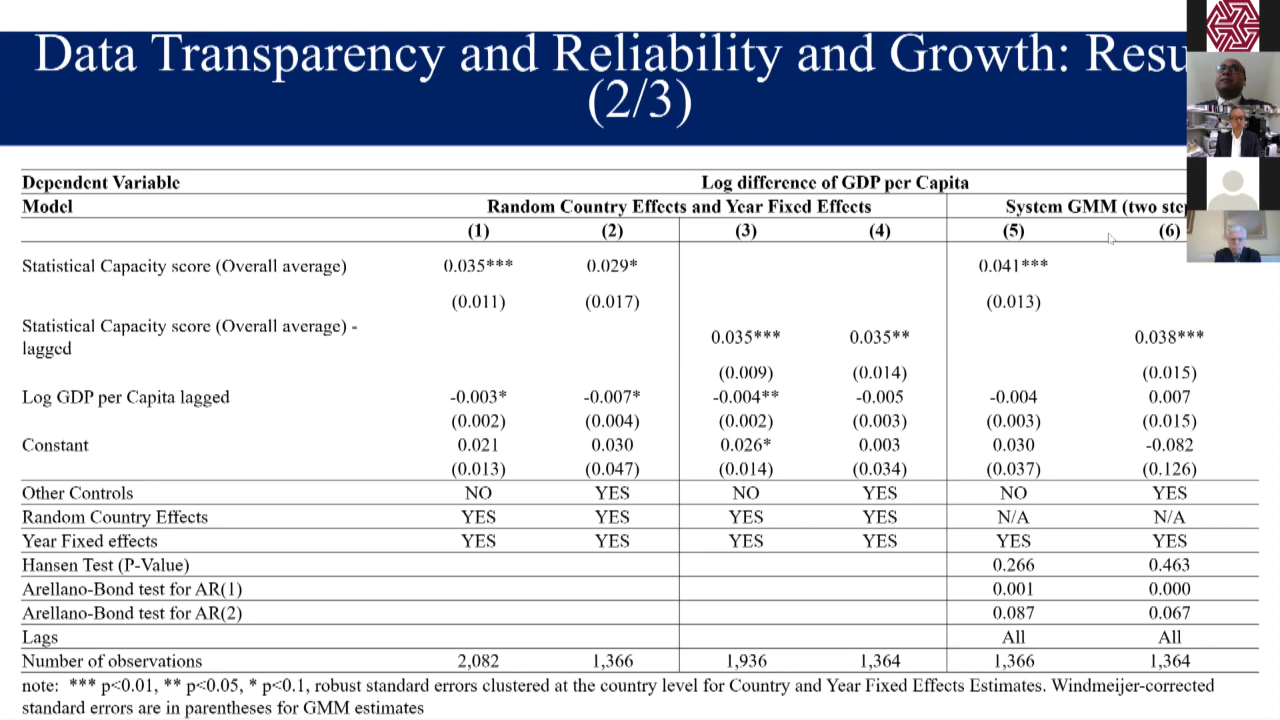 Data Transparency and Reliability and Growth:
(2/3)
Dependent Variable Log difference of GDP per Capita
Model Random Country Effects and Year Fixed Effects System GMM (two
(1) (2) (3) (4) (5) (6)
Statistical Capacity score (Overall average) 0.035*** 0.029* 0.041***
(0.011) (0.017) (0.013)
Statistical Capacity score (Overall average) -
lagged 0.035*** 0.035** 0.038***
(0.009) (0.014) (0.015)
Log GDP per Capita lagged -0.003* -0.007* -0.004** -0.005 -0.004 0.007
(0.002) (0.004) (0.002) (0.003) (0.003) (0.015)
Constant 0.021 0.030 0.026* 0.003 0.030 -0.082
(0.013) (0.047) (0.014) (0.034) (0.037) (0.126)
Other Controls NO YES NO YES NO YES
Random Country Effects YES YES YES YES N/A N/A
Year Fixed effects YES YES YES YES YES YES
Hansen Test (P-Value) 0.266 0.463
Arellano-Bond test for AR(1) 0.001 0.000
Arellano-Bond test for AR(2) 0.087 0.067
Lags All All
Number of observations 2,082 1,366 1,936 1,364 1,366 1,364
note: *** p<0.01, ** p<0.05, * p<0.1, robust standard errors clustered at the country level for Country and Year Fixed Effects Estimates. Windmeijer-corrected
standard errors are in parentheses for GMM estimates